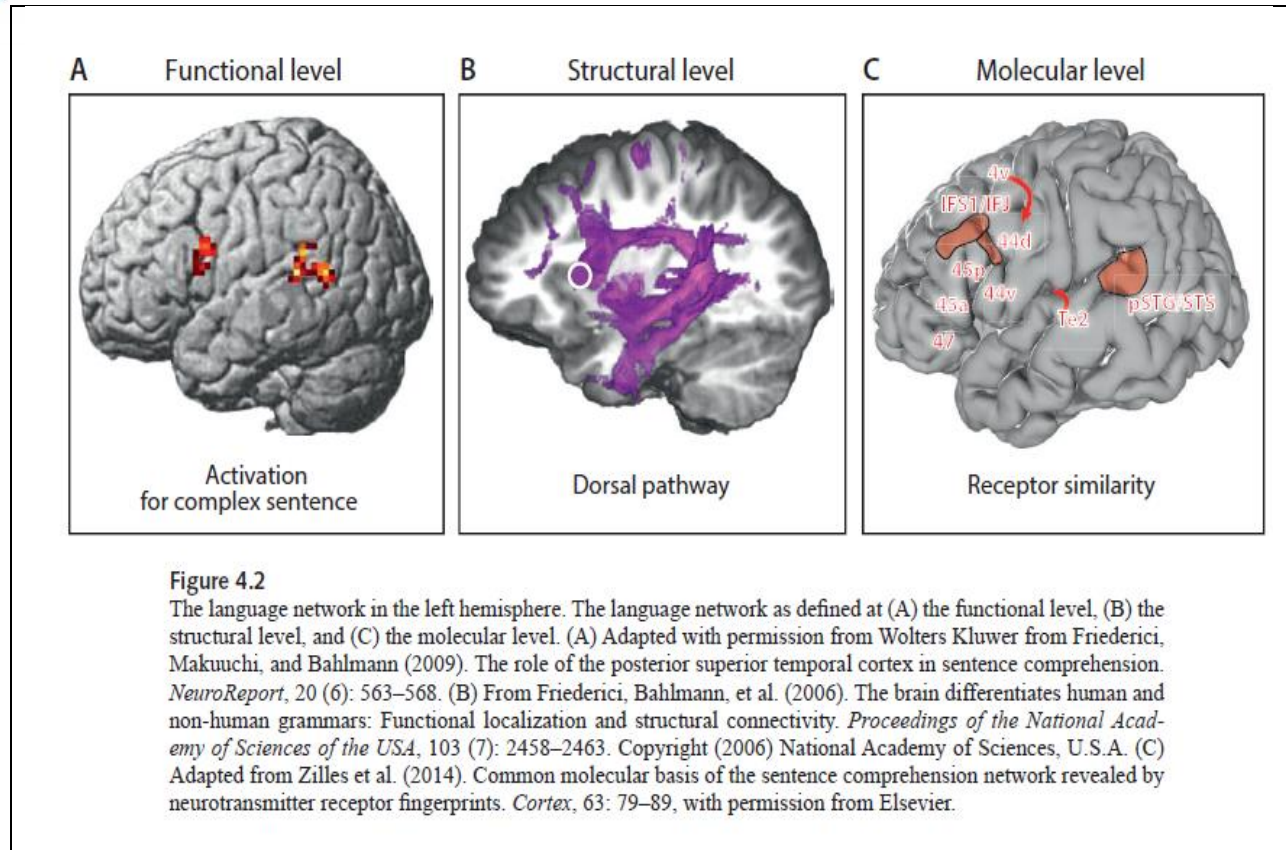 A Functional level
B Structural level
C Molecular level
4v
IFS1/IFJ
44d
45p
45a
44v
Te2
pSTG/STS
47
Activation
for complex sentence
Dorsal pathway
Receptor similarity
Figure 4.2
The language network in the left hemisphere. The language network as defined at (A) the functional level, (B) the
structural level, and (C) the molecular level. (A) Adapted with permission from Wolters Kluwer from Friederici,
Makuuchi, and Bahlmann (2009). The role of the posterior superior temporal cortex in sentence comprehension.
NeuroReport, 20 (6): 563–568. (B) From Friederici, Bahlmann, et al. (2006). The brain differentiates human and
non-human grammars: Functional localization and structural connectivity. Proceedings of the National Acad-
emy of Sciences of the USA, 103 (7): 2458–2463. Copyright (2006) National Academy of Sciences, U.S.A. (C)
Adapted from Zilles et al. (2014). Common molecular basis of the sentence comprehension network revealed by
neurotransmitter receptor fingerprints. Cortex, 63: 79–89, with permission from Elsevier.